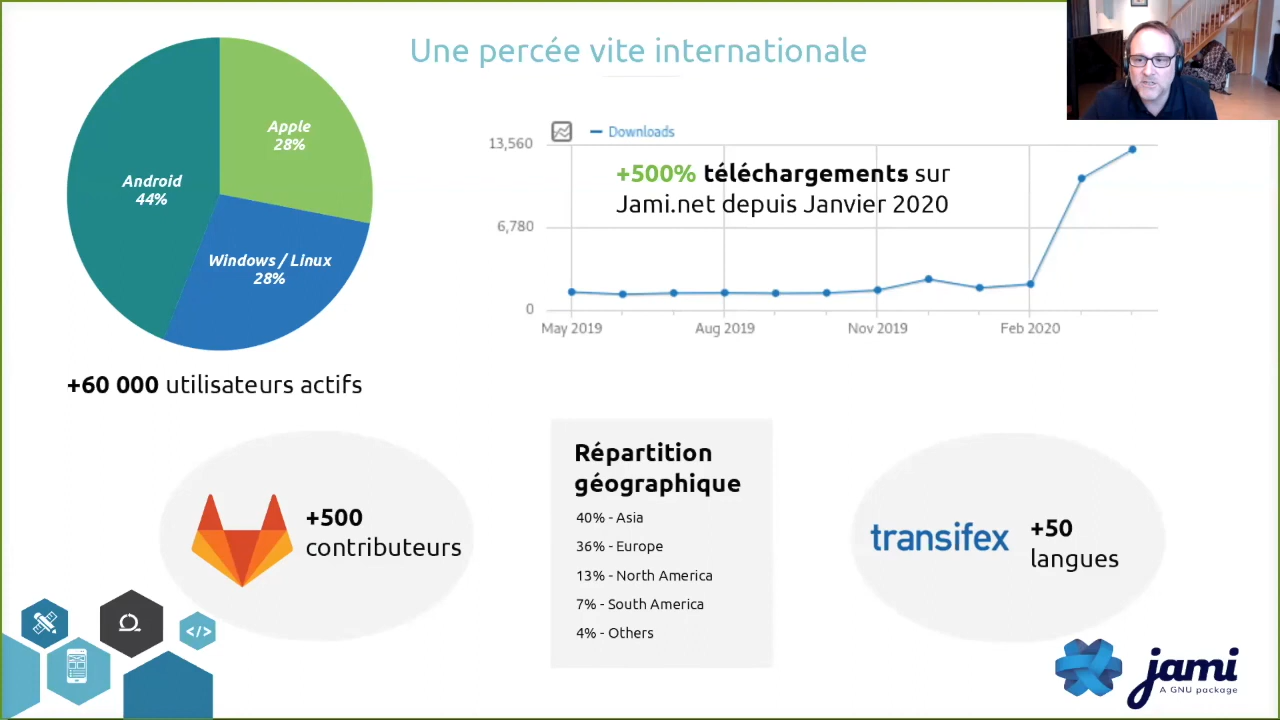 Une percée vite internationale
Apple
28%
Android
44%
Windows / Linux
28%
+60 000 utilisateurs actifs
Downloads
13,560
6,780
0
+500% téléchargements sur
Jami.net depuis Janvier 2020
May 2019
Aug 2019
Nov 2019
Feb 2020
+500
contributeurs
Répartition
géographique
40% - Asia
36% - Europe
13% - North America
7% - South America
4% - Others
transifex
+50
langues
</>
jami
A GNU package